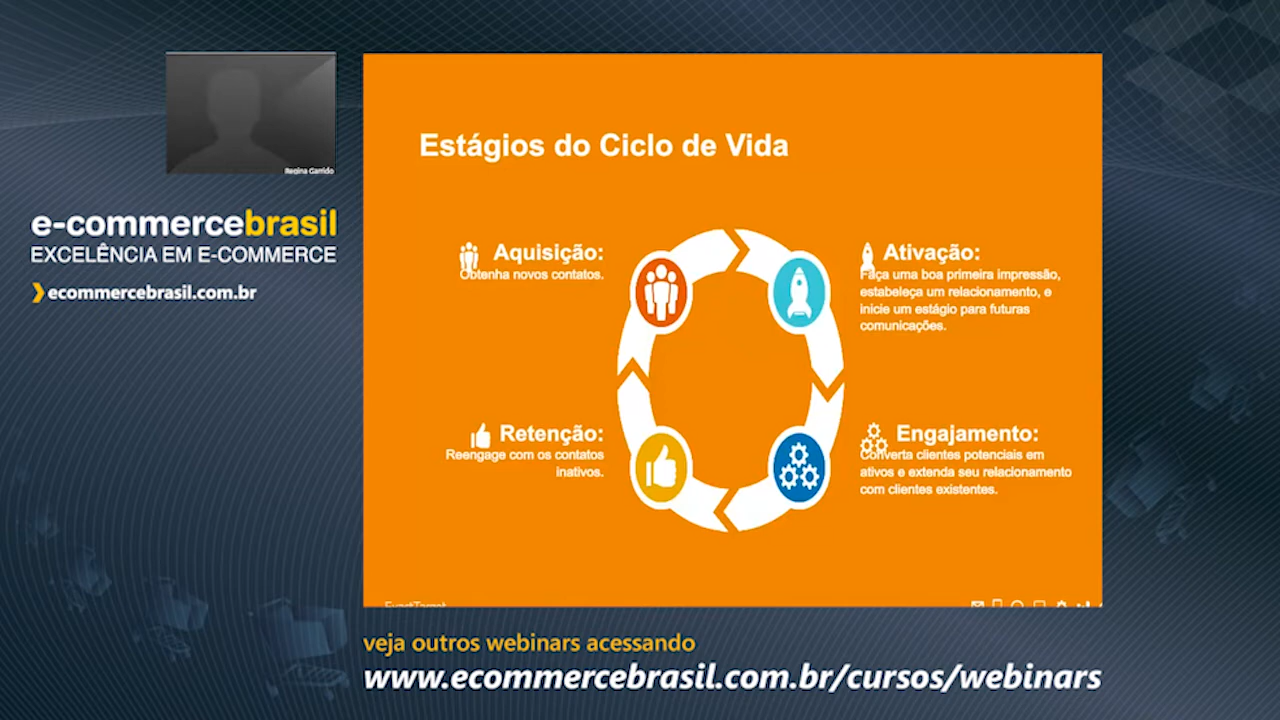 Regina Garrido
e-commercebrasil
EXCELÊNCIA EM E-COMMERCE
ecommercebrasil.com.br
Estágios do Ciclo de Vida
Aquisição:
Obtenha novos contatos.
Ativação:
Faça uma boa primeira impressão,
estabeleça um relacionamento, e
inicie um estágio para futuras
comunicações.
Retenção:
Reengage com os contatos
inativos.
Engajamento:
Converta clientes potenciais em
ativos e extenda seu relacionamento
com clientes existentes.
ExactTarget
veja outros webinars acessando
www.ecommercebrasil.com.br/cursos/webinars